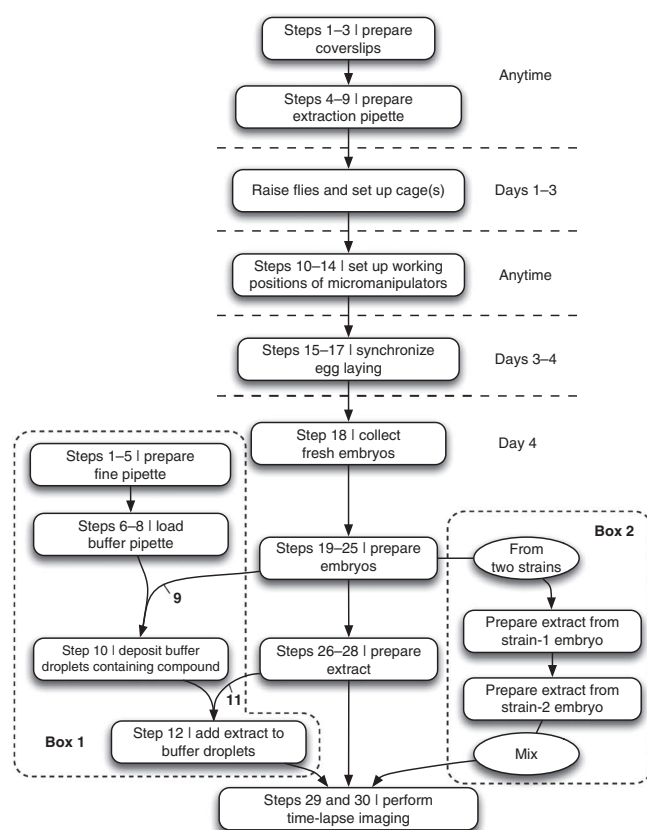 Steps 1–3 | prepare
coverslips
Anytime
Steps 4–9 | prepare
extraction pipette
Raise flies and set up cage(s)
Days 1–3
Steps 10–14 | set up working
positions of micromanipulators
Anytime
Steps 15–17 | synchronize
egg laying
Days 3–4
Step 18 | collect
fresh embryos
Day 4
Steps 1–5 | prepare
fine pipette
Steps 6–8 | load
buffer pipette
Steps 19–25 | prepare
embryos
From
two strains
Box 2
9
Prepare extract from
strain-1 embryo
Step 10 | deposit buffer
droplets containing compound
Steps 26–28 | prepare
extract
Prepare extract from
strain-2 embryo
11
Box 1
Step 12 | add extract to
buffer droplets
Mix
Steps 29 and 30 | perform
time-lapse imaging